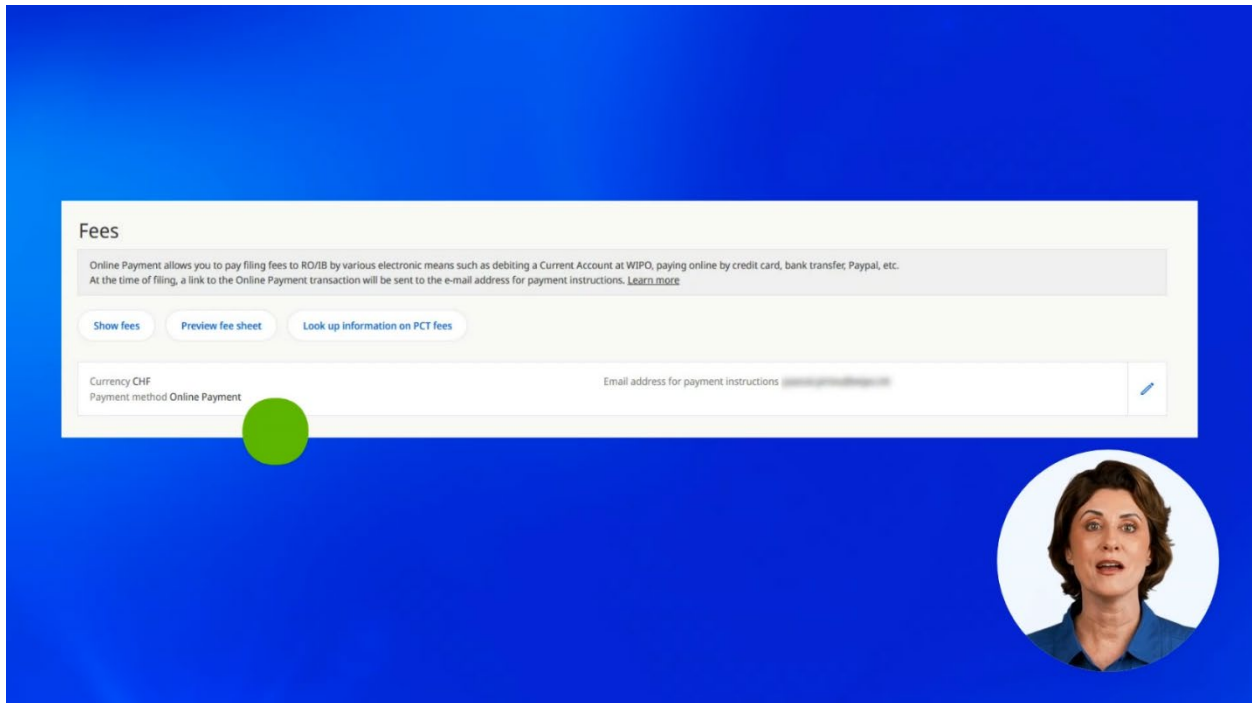 Fees
Online Payment allows you to pay filing fees to RO/IB by various electronic means such as debiting a Current Account at WIPO, paying online by credit card, bank transfer, Paypal, etc.
At the time of filing, a link to the Online Payment transaction will be sent to the e-mail address for payment instructions. Learn more
Show fees Preview fee sheet Look up information on PCT fees
Currency CHF
Payment method Online Payment
Email address for payment instructions